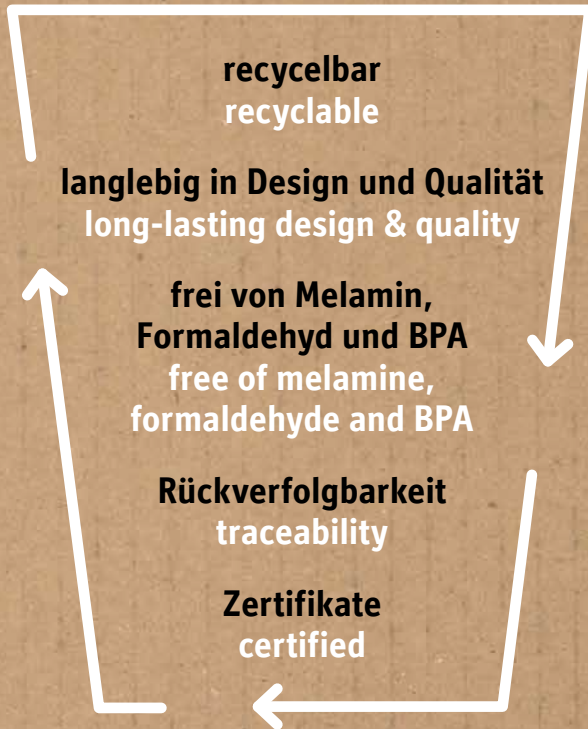 recycelbar
recyclable
langlebig in Design und Qualität
long-lasting design & quality
frei von Melamin,
Formaldehyd und BPA
free of melamine,
formaldehyde and BPA
Rückverfolgbarkeit
traceability
Zertifikate
certified